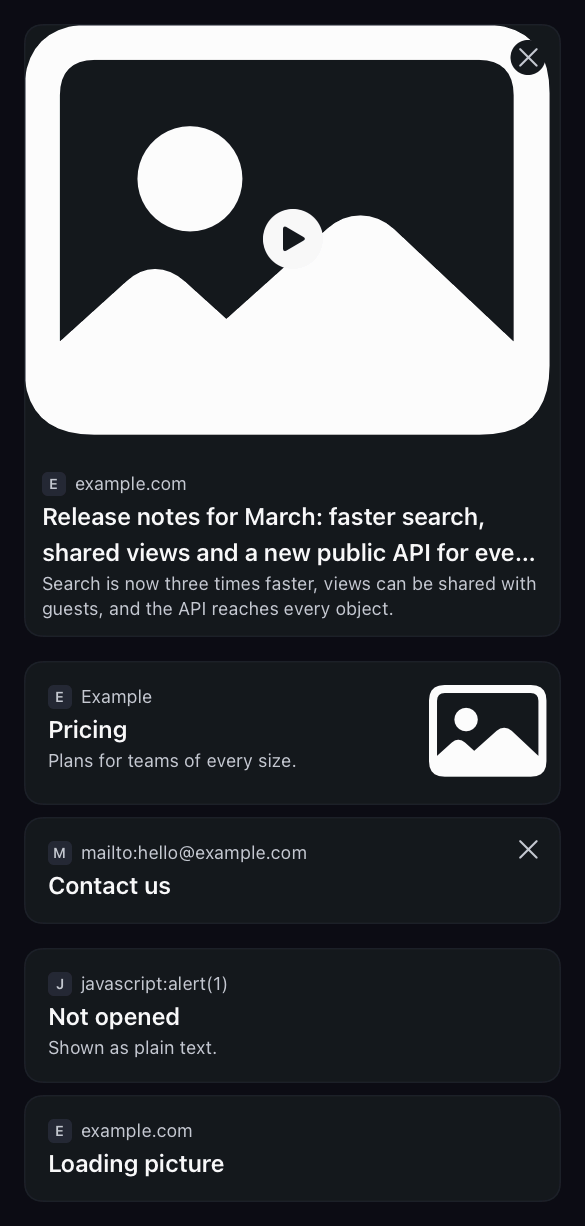 E example.com
Release notes for March: faster search,
shared views and a new public API for eve...
Search is now three times faster, views can be shared with
guests, and the API reaches every object.
E Example
Pricing
Plans for teams of every size.
M mailto:hello@example.com
Contact us
J javascript:alert(1)
Not opened
Shown as plain text.
E example.com
Loading picture